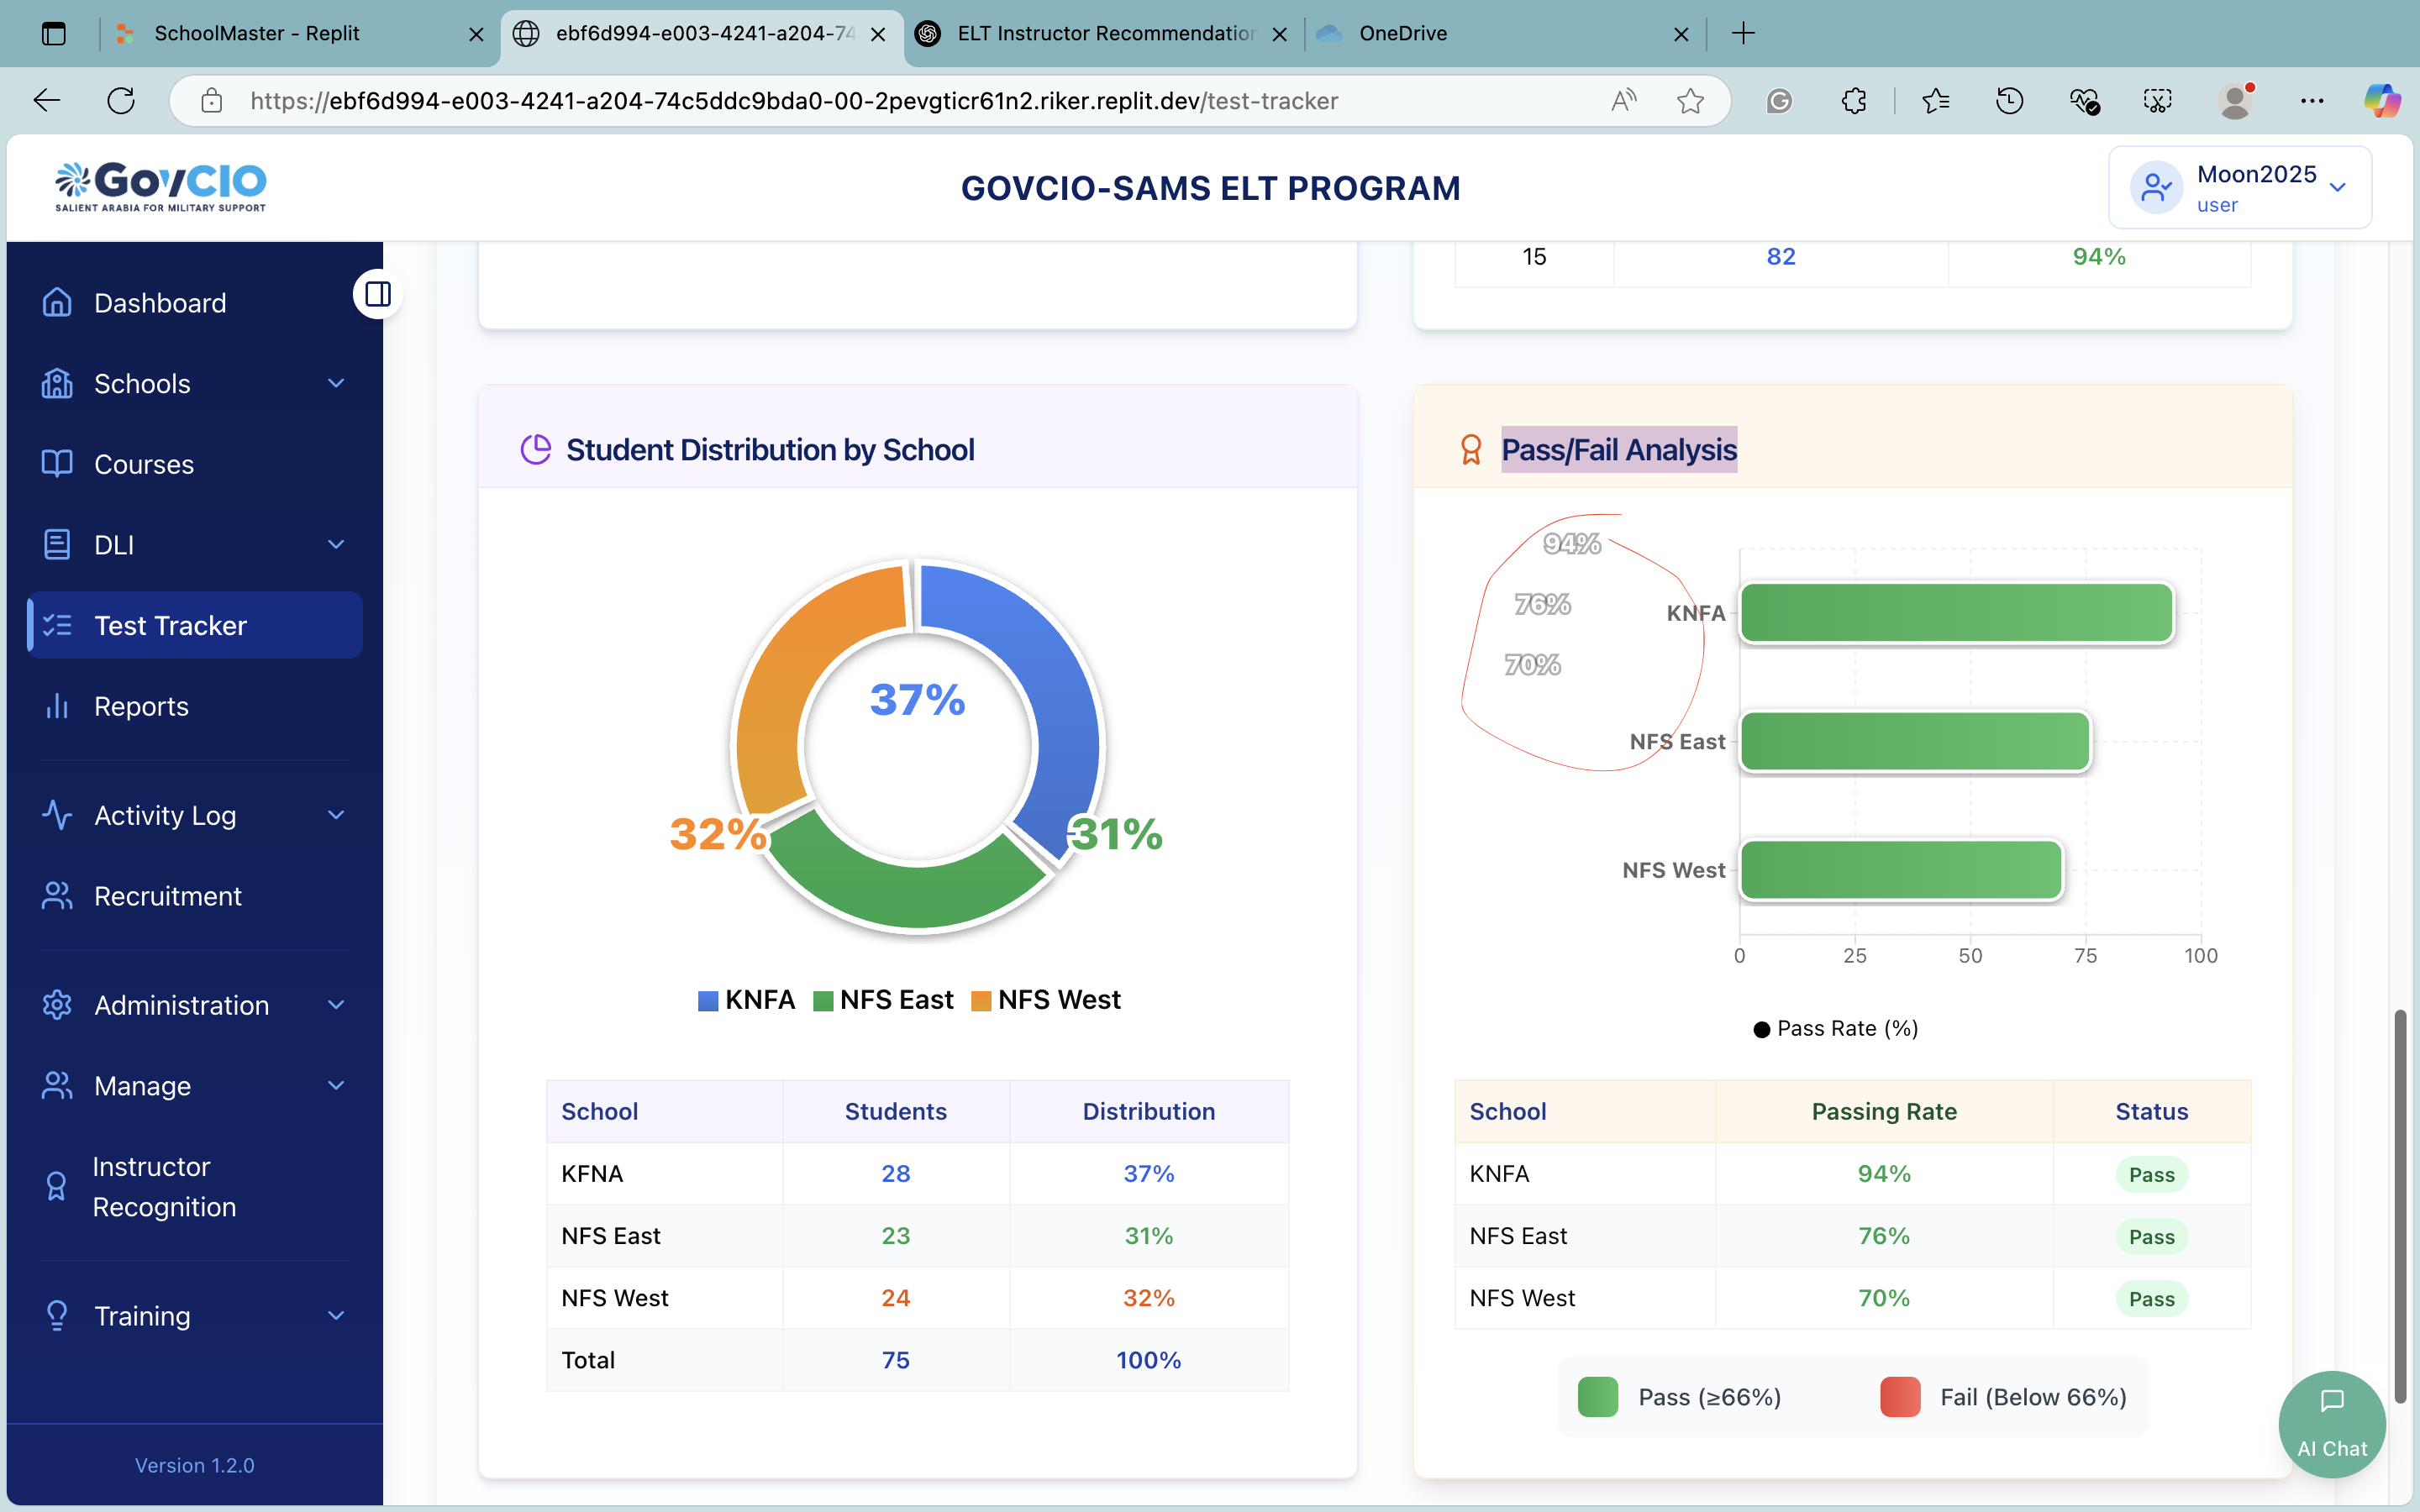 SchoolMaster - Replit
ebf6d994-e003-4241-a204-74
ELT Instructor Recommendation
OneDrive
https://ebf6d994-e003-4241-a204-74c5ddc9bda0-00-2pevgticr61n2.riker.replit.dev/test-tracker
GovCIO
SALIENT ARABIA FOR MILITARY SUPPORT
GOVCIO-SAMS ELT PROGRAM
Moon2025
user
Dashboard
Schools
Courses
DLI
Test Tracker
Reports
Activity Log
Recruitment
Administration
Manage
Instructor
Recognition
Training
Version 1.2.0
15 82 94%
Student Distribution by School
37%
32%
31%
KNFA NFS East NFS West
School Students Distribution
KFNA 28 37%
NFS East 23 31%
NFS West 24 32%
Total 75 100%
Pass/Fail Analysis
94%
76%
70%
KNFA
NFS East
NFS West
0 25 50 75 100
Pass Rate (%)
School Passing Rate Status
KNFA 94% Pass
NFS East 76% Pass
NFS West 70% Pass
Pass (≥66%) Fail (Below 66%)
AI Chat